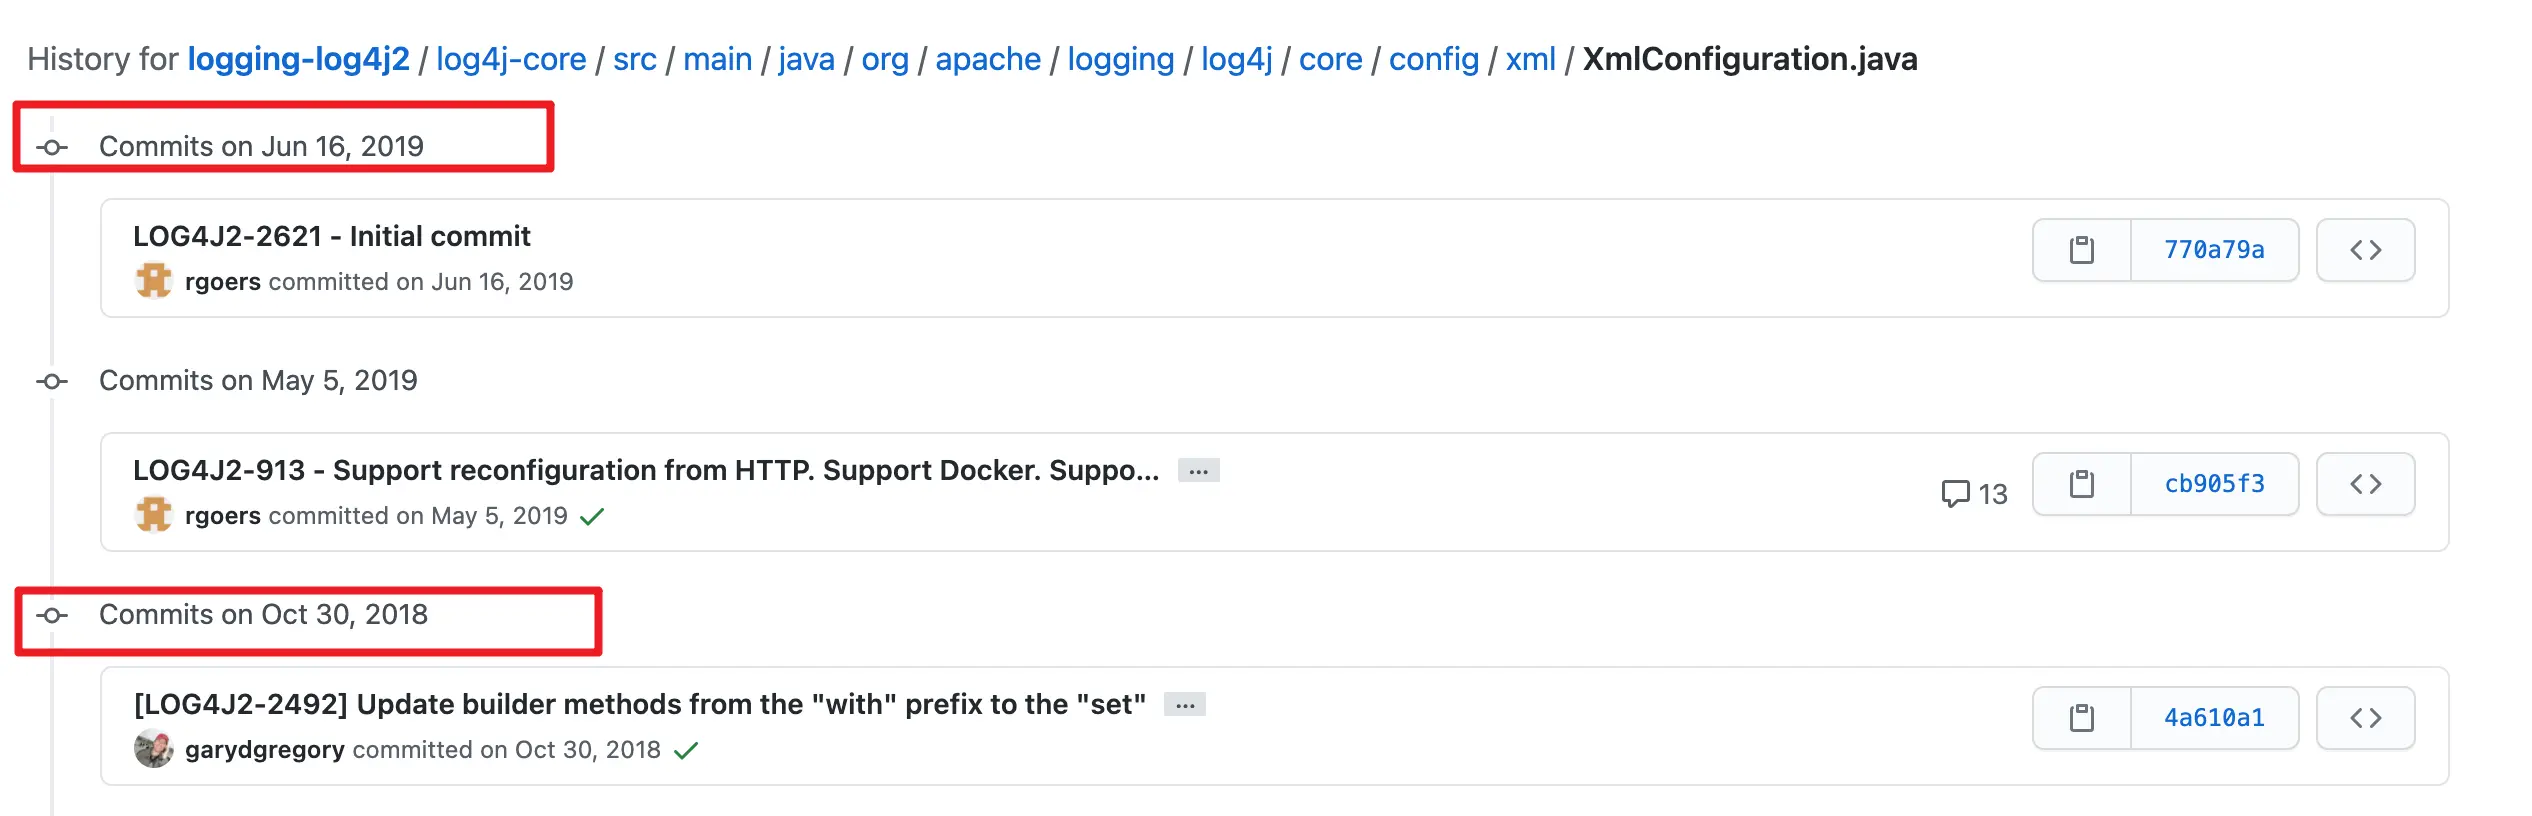 History for logging-log4j2 / log4j-core / src / main / java / org / apache / logging / log4j / core / config / xml / XmlConfiguration.java
Commits on Jun 16, 2019
LOG4J2-2621 - Initial commit
770a79a
rgoers committed on Jun 16, 2019
Commits on May 5, 2019
LOG4J2-913 - Support reconfiguration from HTTP. Support Docker. Suppo... …
13
cb905f3
rgoers committed on May 5, 2019
Commits on Oct 30, 2018
[LOG4J2-2492] Update builder methods from the "with" prefix to the "set" …
4a610a1
garydgregory committed on Oct 30, 2018